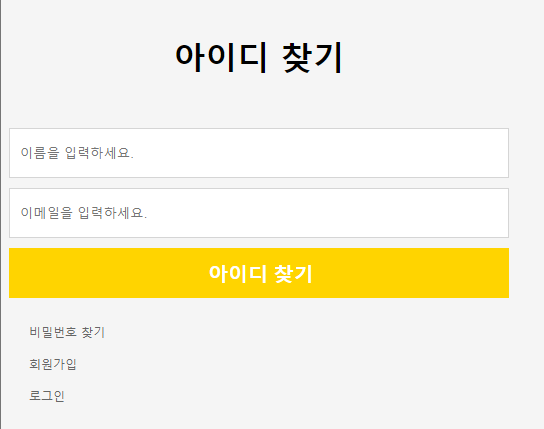 아이디 찾기
이름을 입력하세요.
이메일을 입력하세요.
아이디 찾기
비밀번호 찾기
회원가입
로그인